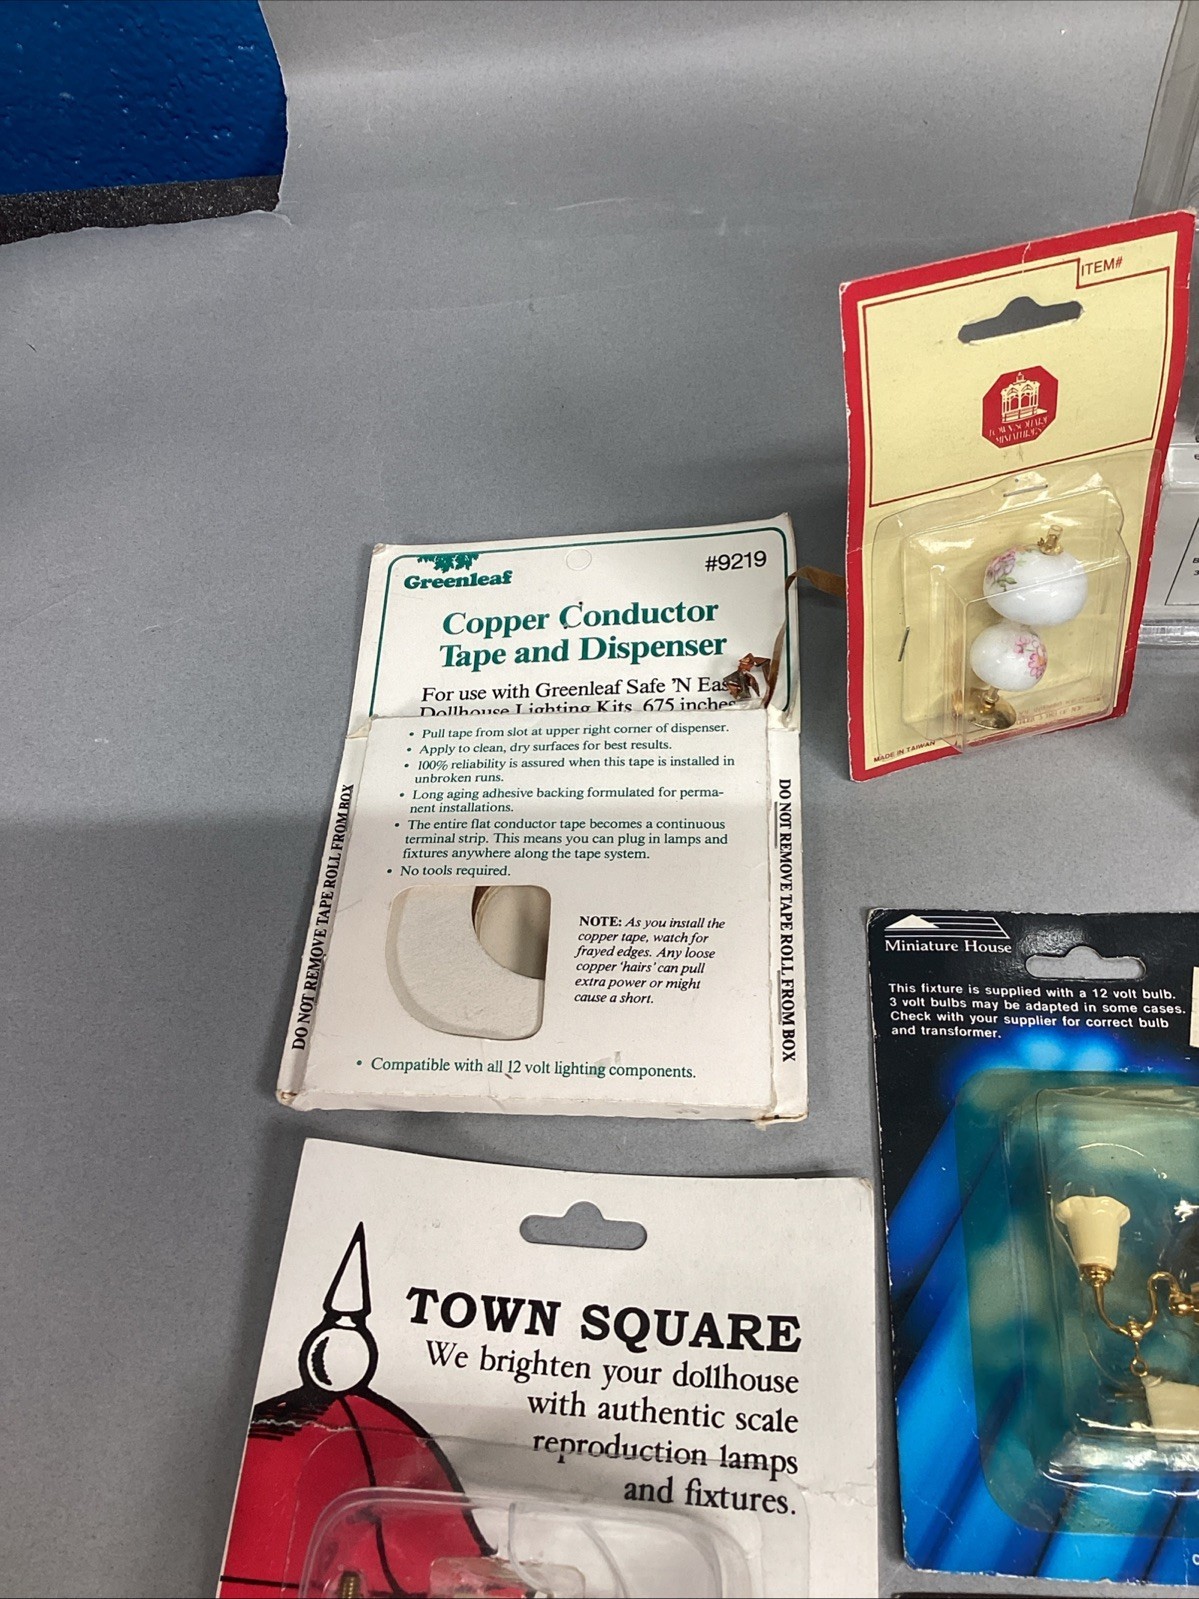 ITEM#
TOWN SQUARE
MINIATURES
MADE IN TAIWAN
Greenleaf
#9219
Copper Conductor
Tape and Dispenser
For use with Greenleaf Safe 'N Eas
Dollhouse Lighting Kits. 675 inches
• Pull tape from slot at upper right corner of dispenser.
• Apply to clean, dry surfaces for best results.
• 100% reliability is assured when this tape is installed in
unbroken runs.
• Long aging adhesive backing formulated for perma-
nent installations.
• The entire flat conductor tape becomes a continuous
terminal strip. This means you can plug in lamps and
fixtures anywhere along the tape system.
• No tools required.
NOTE: As you install the
copper tape, watch for
frayed edges. Any loose
copper 'hairs' can pull
extra power or might
cause a short.
• Compatible with all 12 volt lighting components.
DO NOT REMOVE TAPE ROLL FROM BOX
DO NOT REMOVE TAPE ROLL FROM BOX
Miniature House
This fixture is supplied with a 12 volt bulb.
3 volt bulbs may be adapted in some cases.
Check with your supplier for correct bulb
and transformer.
TOWN SQUARE
We brighten your dollhouse
with authentic scale
reproduction lamps
and fixtures.